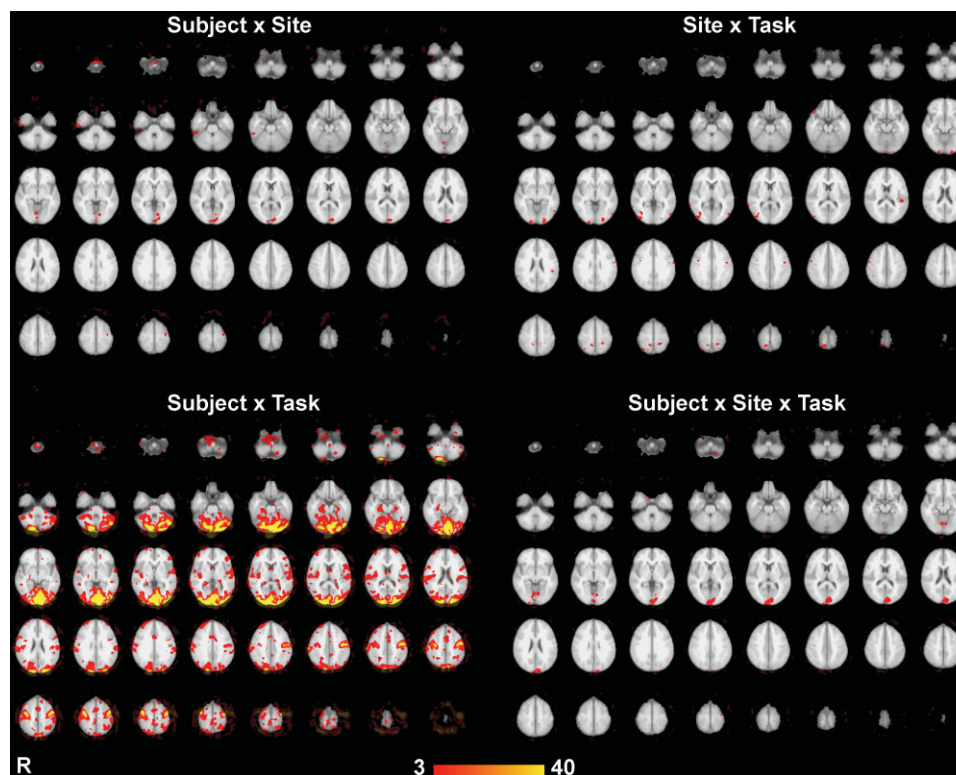 Subject x Site
Site x Task
Subject x Task
Subject x Site x Task
R
3
40